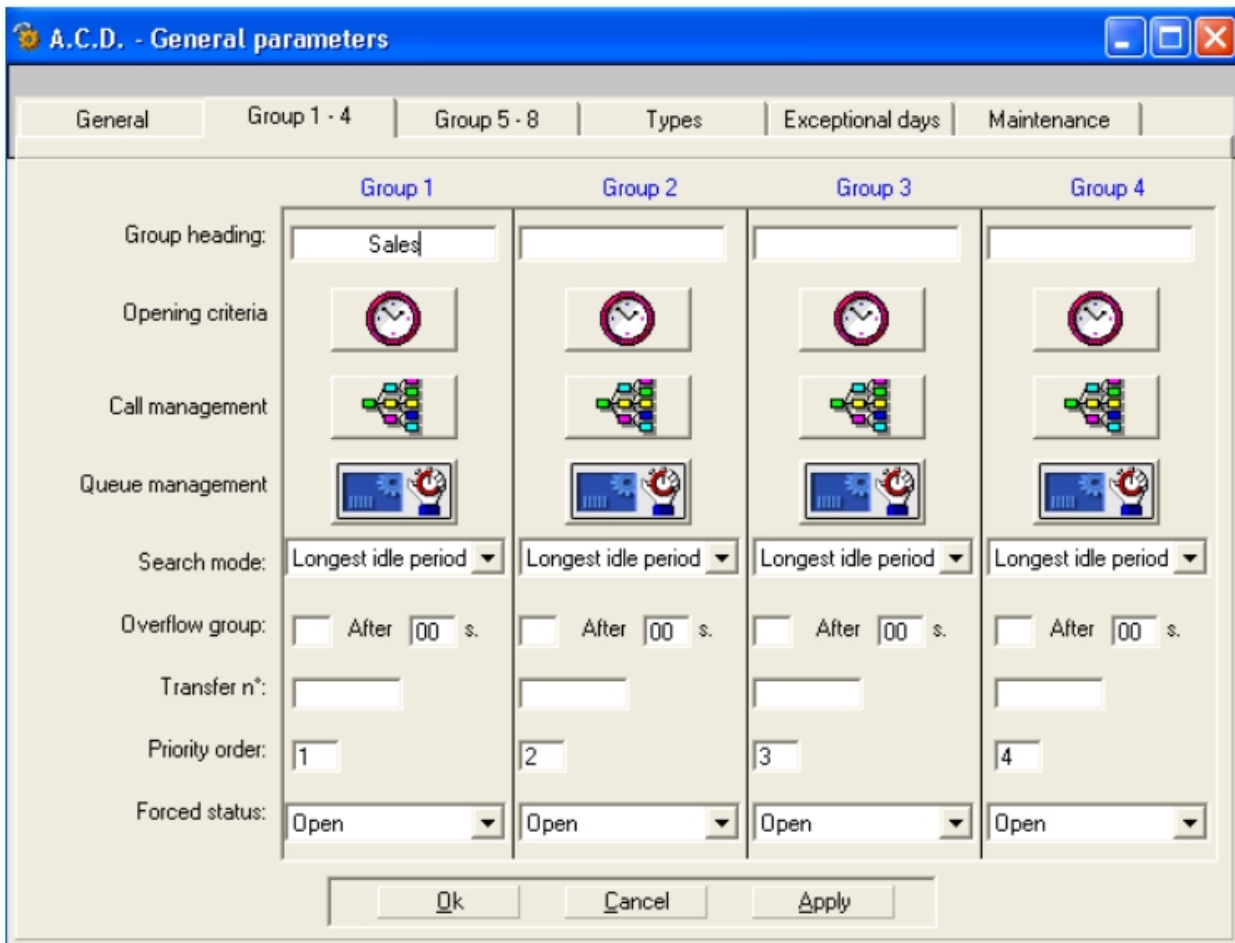 A.C.D. - General parameters
General Group 1 - 4 Group 5 - 8 Types Exceptional days Maintenance
Group 1 Group 2 Group 3 Group 4
Group heading: Sales
Opening criteria
Call management
Queue management
Search mode: Longest idle period Longest idle period Longest idle period Longest idle period
Overflow group: After 00 s. After 00 s. After 00 s. After 00 s.
Transfer n°:
Priority order: 1 2 3 4
Forced status: Open Open Open Open
Ok Cancel Apply